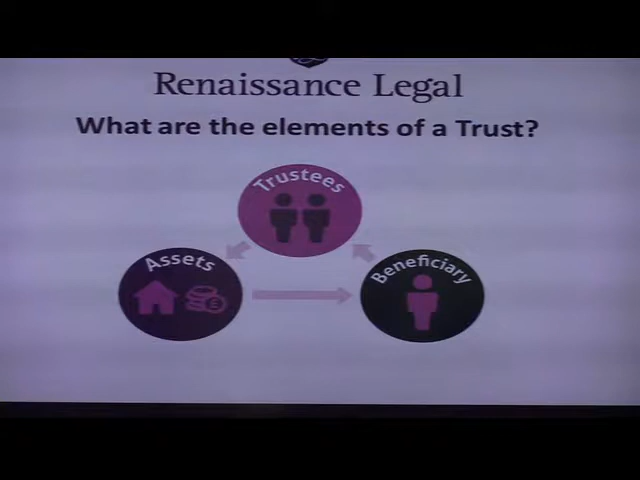 Renaissance Legal
What are the elements of a Trust?
Trustees
Assets
Beneficiary
£